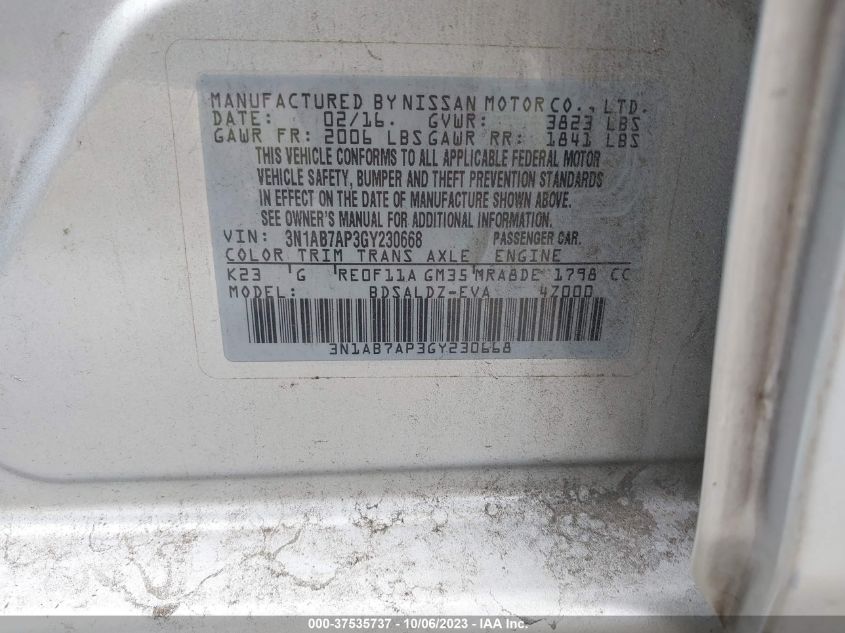 MANUFACTURED BY NISSAN MOTOR CO., LTD.
DATE: 02/16. GVWR: 3823 LBS
GAWR FR: 2006 LBS GAWR RR: 1841 LBS
THIS VEHICLE CONFORMS TO ALL APPLICABLE FEDERAL MOTOR
VEHICLE SAFETY, BUMPER AND THEFT PREVENTION STANDARDS
IN EFFECT ON THE DATE OF MANUFACTURE SHOWN ABOVE.
SEE OWNER'S MANUAL FOR ADDITIONAL INFORMATION.
VIN: 3N1AB7AP3GY230668 PASSENGER CAR.
COLOR TRIM TRANS AXLE ENGINE
K23 G RE0F11A GM35 MRA8DE 1798 CC
MODEL: BDSALDZ-EVA 47000
3N1AB7AP3GY230668
000-37535737 - 10/06/2023 - IAA Inc.